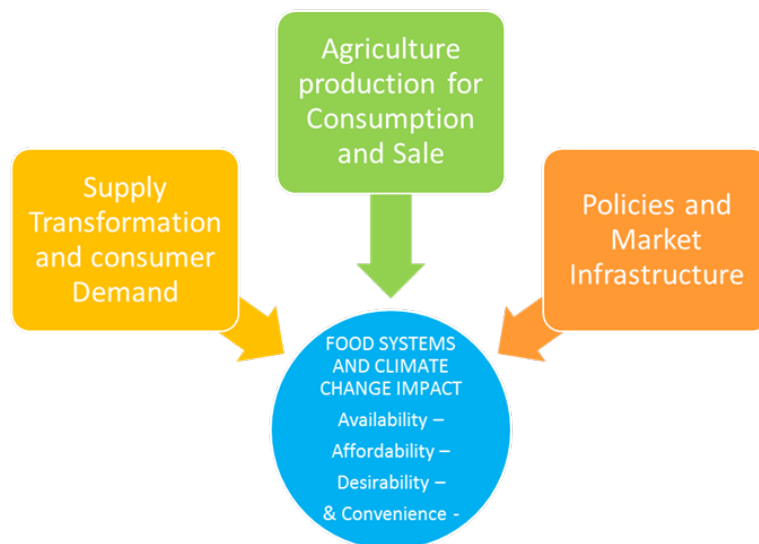 Agriculture
production for
Consumption
and Sale
Supply
Transformation
and consumer
Demand
Policies and
Market
Infrastructure
FOOD SYSTEMS
AND CLIMATE
CHANGE IMPACT
Availability –
Affordability –
Desirability –
& Convenience -